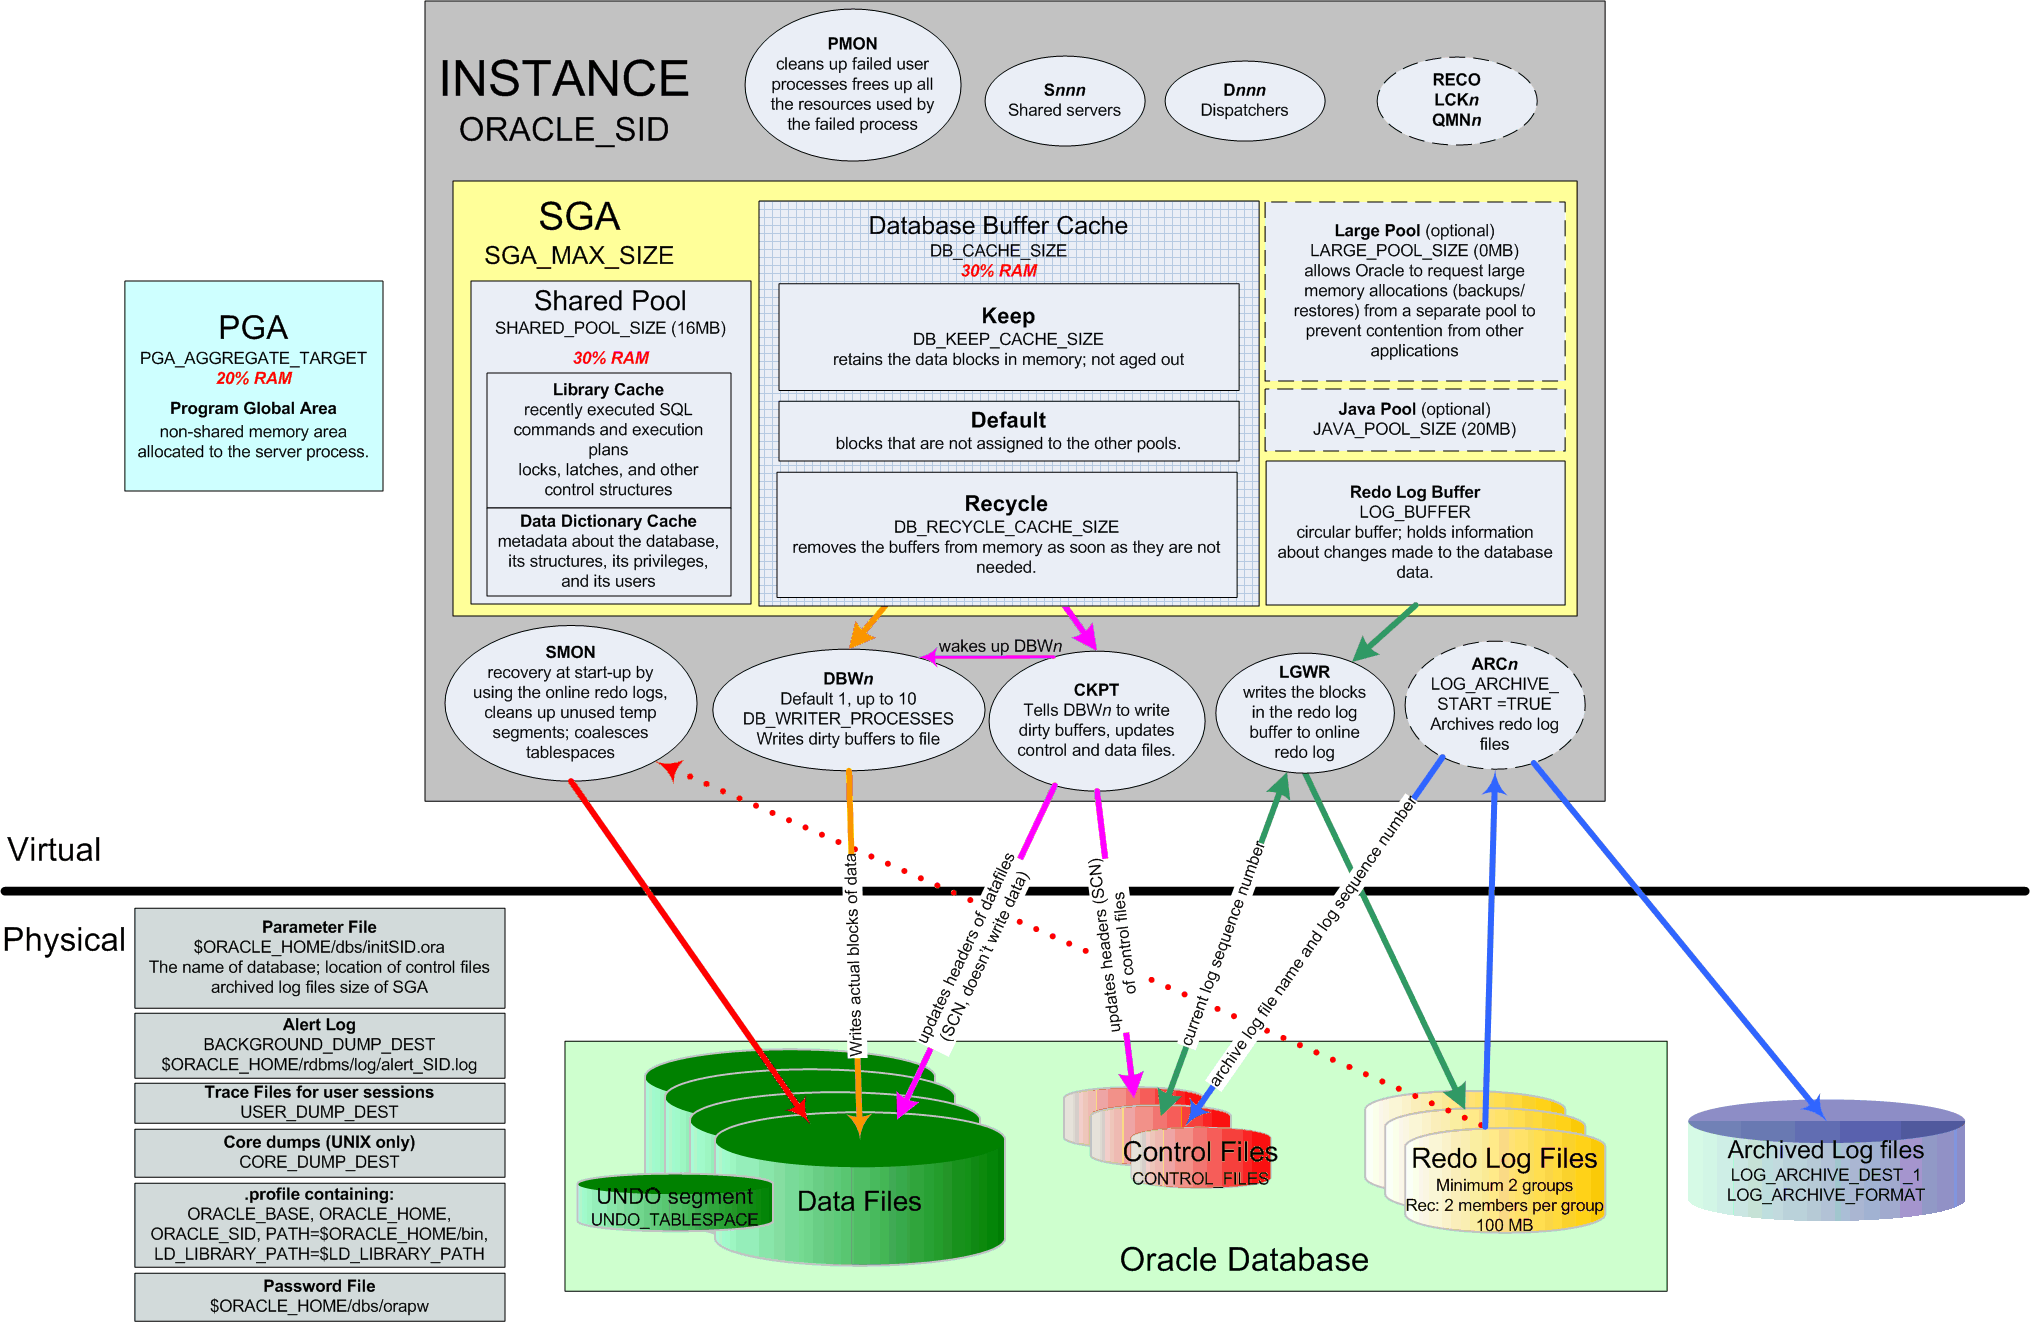 INSTANCE
ORACLE_SID
PMON
cleans up failed user
processes frees up all
the resources used by
the failed process
Snnn
Shared servers
Dnnn
Dispatchers
RECO
LCKn
QMNn
SGA
SGA_MAX_SIZE
Shared Pool
SHARED_POOL_SIZE (16MB)
30% RAM
Library Cache
recently executed SQL
commands and execution
plans
locks, latches, and other
control structures
Data Dictionary Cache
metadata about the database,
its structures, its privileges,
and its users
Database Buffer Cache
DB_CACHE_SIZE
30% RAM
Keep
DB_KEEP_CACHE_SIZE
retains the data blocks in memory; not aged out
Default
blocks that are not assigned to the other pools.
Recycle
DB_RECYCLE_CACHE_SIZE
removes the buffers from memory as soon as they are not
needed.
Large Pool (optional)
LARGE_POOL_SIZE (0MB)
allows Oracle to request large
memory allocations (backups/
restores) from a separate pool to
prevent contention from other
applications
Java Pool (optional)
JAVA_POOL_SIZE (20MB)
Redo Log Buffer
LOG_BUFFER
circular buffer; holds information
about changes made to the database
data.
PGA
PGA_AGGREGATE_TARGET
20% RAM
Program Global Area
non-shared memory area
allocated to the server process.
SMON
recovery at start-up by
using the online redo logs,
cleans up unused temp
segments; coalesces
tablespaces
DBWn
Default 1, up to 10
DB_WRITER_PROCESSES
Writes dirty buffers to file
wakes up DBWn
CKPT
Tells DBWn to write
dirty buffers, updates
control and data files.
LGWR
writes the blocks
in the redo log
buffer to online
redo log
ARCn
LOG_ARCHIVE_
START =TRUE
Archives redo log
files
Virtual
Physical
Writes actual blocks of data
updates headers of datafiles
(SCN, doesn't write data)
updates headers (SCN)
of control files
current log sequence number
archive log file name and log sequence number
Parameter File
$ORACLE_HOME/dbs/initSID.ora
The name of database; location of control files
archived log files size of SGA
Alert Log
BACKGROUND_DUMP_DEST
$ORACLE_HOME/rdbms/log/alert_SID.log
Trace Files for user sessions
USER_DUMP_DEST
Core dumps (UNIX only)
CORE_DUMP_DEST
.profile containing:
ORACLE_BASE, ORACLE_HOME,
ORACLE_SID, PATH=$ORACLE_HOME/bin,
LD_LIBRARY_PATH=$LD_LIBRARY_PATH
Password File
$ORACLE_HOME/dbs/orapw
UNDO segment
UNDO_TABLESPACE
Data Files
Control Files
CONTROL_FILES
Redo Log Files
Minimum 2 groups
Rec: 2 members per group
100 MB
Oracle Database
Archived Log files
LOG_ARCHIVE_DEST_1
LOG_ARCHIVE_FORMAT